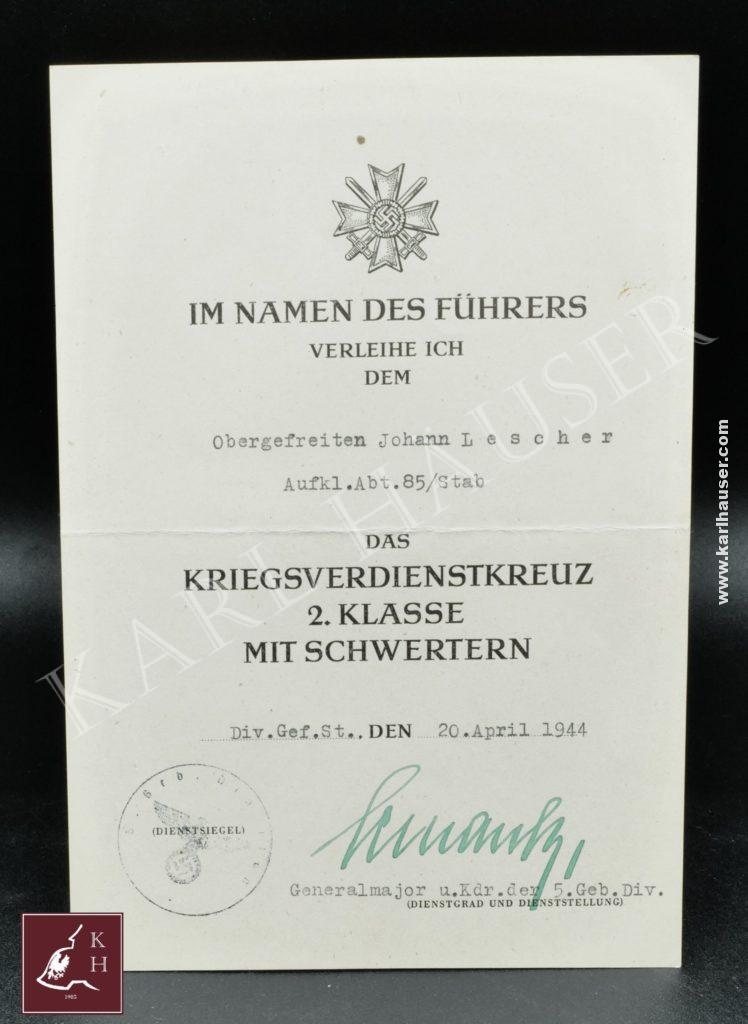 IM NAMEN DES FÜHRERS
VERLEIHE ICH
DEM
Obergefreiten Johann L e s c h e r
Aufkl.Abt.85/Stab
DAS
KRIEGSVERDIENSTKREUZ
2. KLASSE
MIT SCHWERTERN
Div.Gef.St., DEN 20.April 1944
(DIENSTSIEGEL)
Generalmajor u.Kdr.der 5.Geb.Div.
(DIENSTGRAD UND DIENSTSTELLUNG)
KARL HAUSER
www.karlhauser.com
K
H
1905